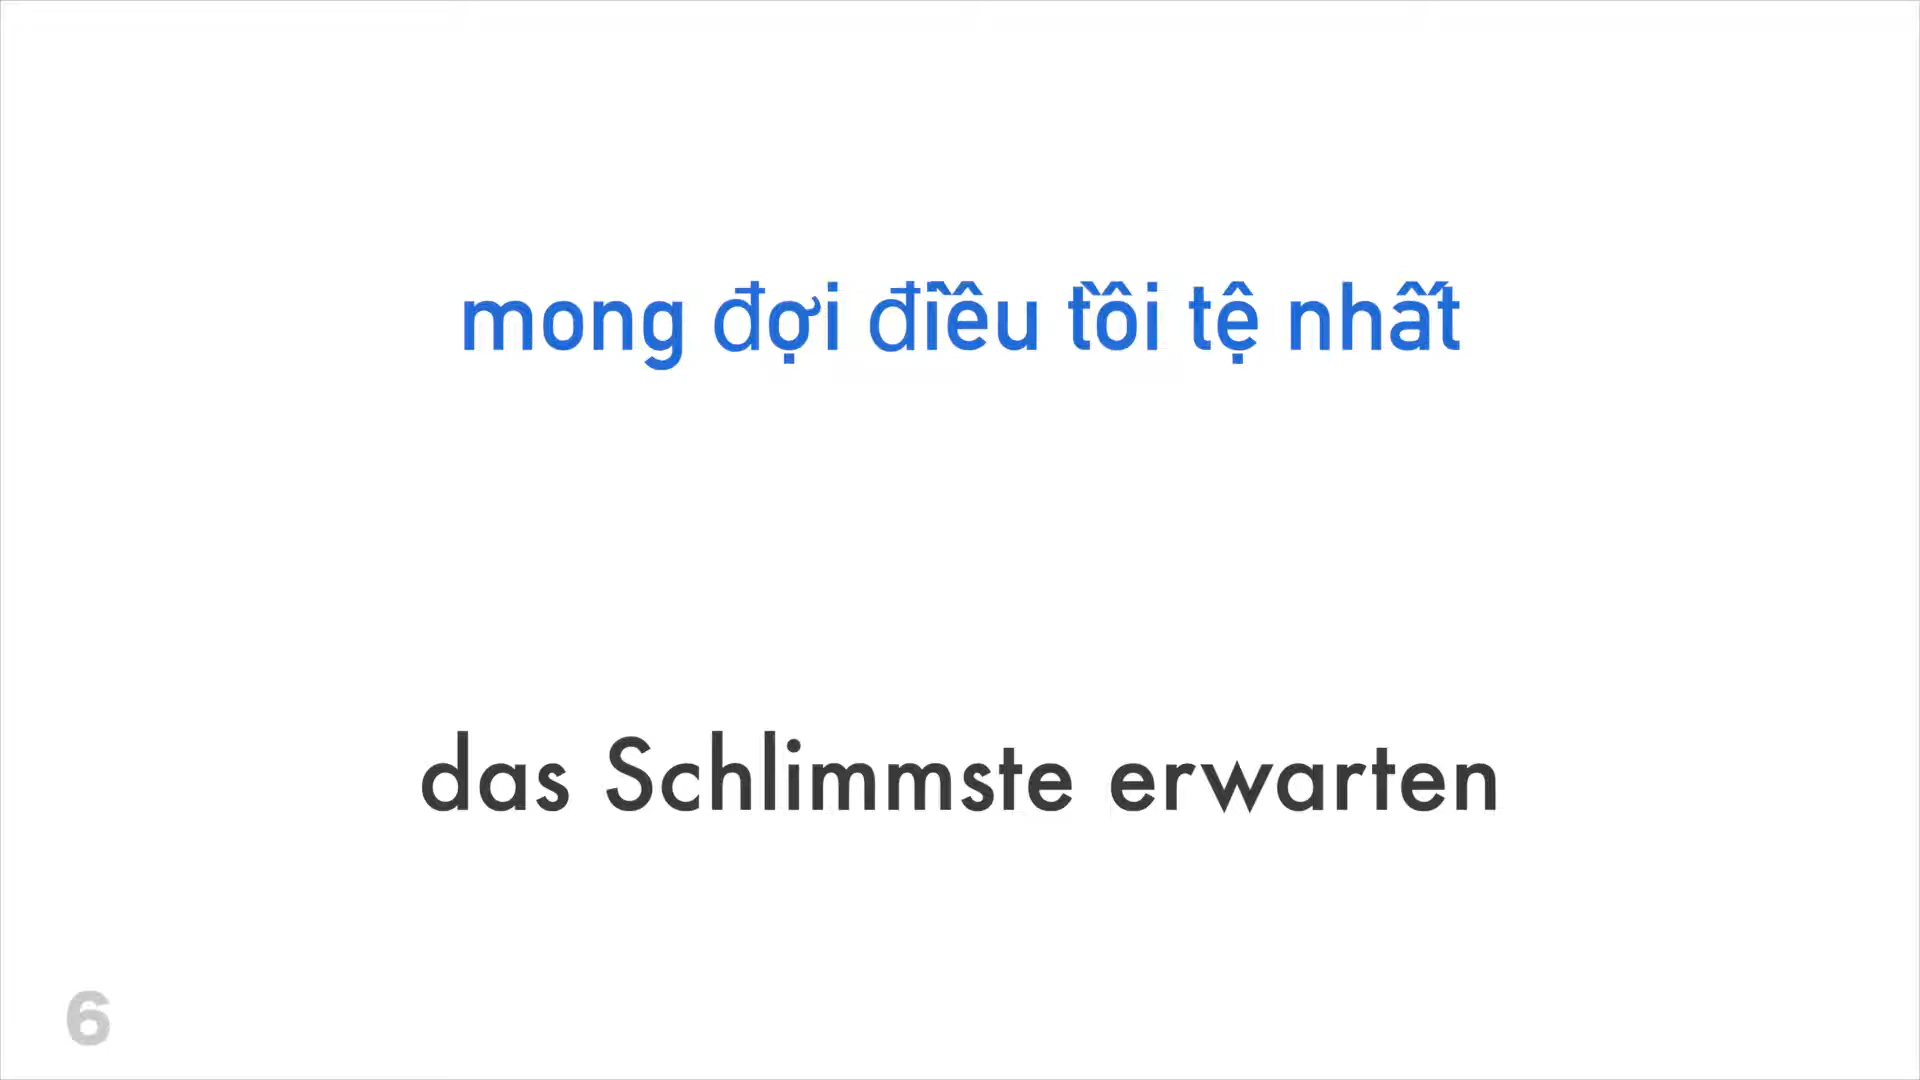 mong đợi điều tồi tệ nhất
das Schlimmste erwarten
6